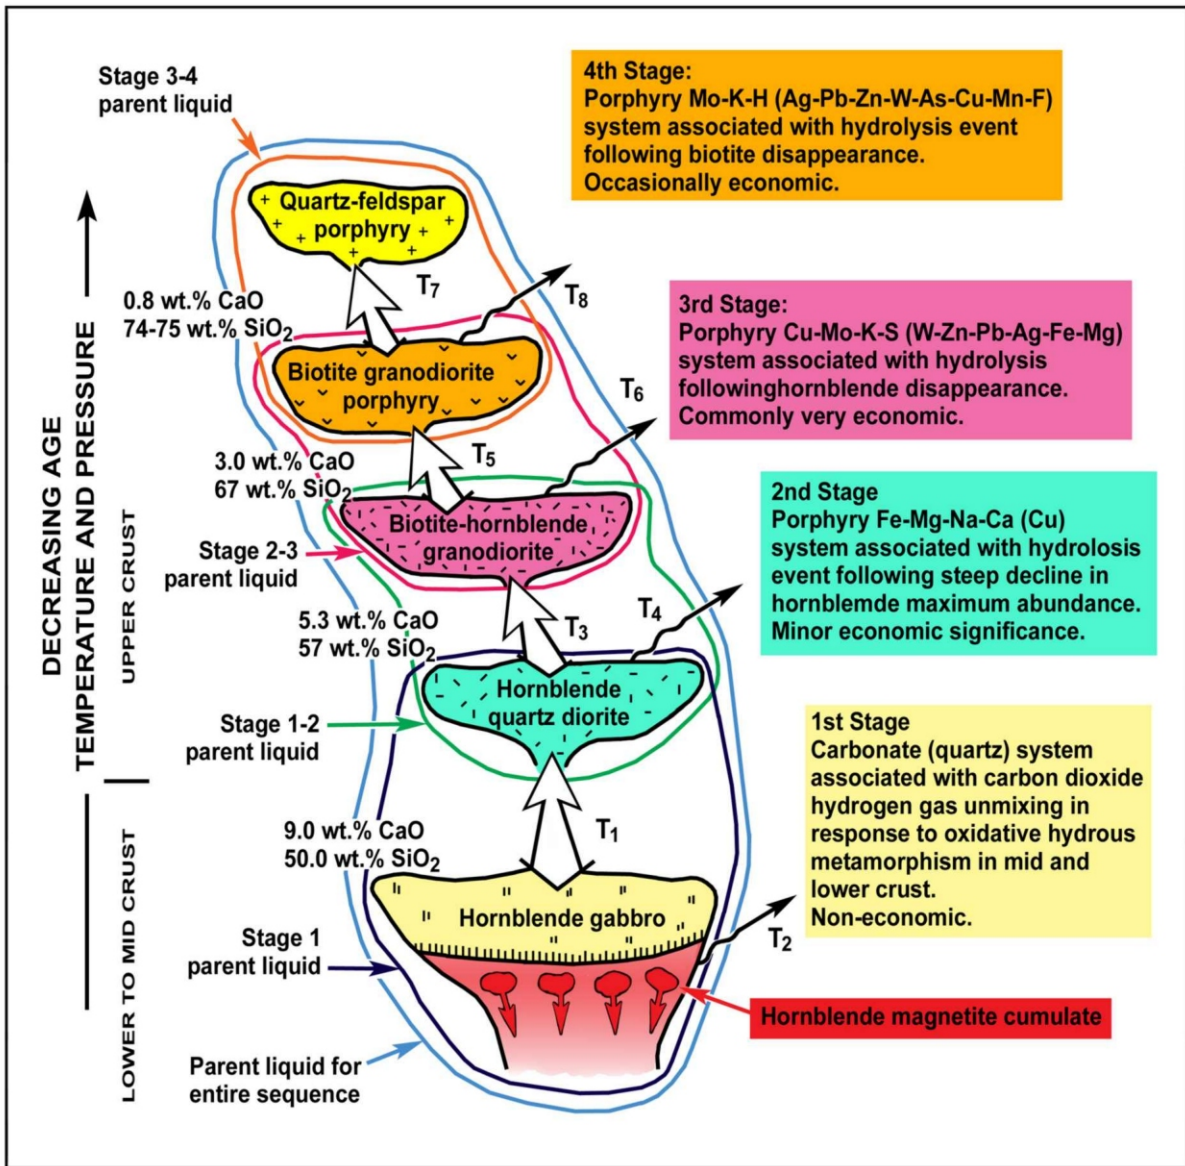 Stage 3-4
parent liquid
4th Stage:
Porphyry Mo-K-H (Ag-Pb-Zn-W-As-Cu-Mn-F)
system associated with hydrolysis event
following biotite disappearance.
Occasionally economic.
Quartz-feldspar
porphyry
T7
T8
0.8 wt.% CaO
74-75 wt.% SiO2
3rd Stage:
Porphyry Cu-Mo-K-S (W-Zn-Pb-Ag-Fe-Mg)
system associated with hydrolysis
followinghornblende disappearance.
Commonly very economic.
Biotite granodiorite
porphyry
T6
T5
3.0 wt.% CaO
67 wt.% SiO2
Biotite-hornblende
granodiorite
Stage 2-3
parent liquid
2nd Stage
Porphyry Fe-Mg-Na-Ca (Cu)
system associated with hydrolosis
event following steep decline in
hornblemde maximum abundance.
Minor economic significance.
5.3 wt.% CaO
57 wt.% SiO2
T3
T4
Hornblende
quartz diorite
Stage 1-2
parent liquid
1st Stage
Carbonate (quartz) system
associated with carbon dioxide
hydrogen gas unmixing in
response to oxidative hydrous
metamorphism in mid and
lower crust.
Non-economic.
9.0 wt.% CaO
50.0 wt.% SiO2
T1
Hornblende gabbro
T2
Stage 1
parent liquid
Hornblende magnetite cumulate
Parent liquid for
entire sequence
DECREASING AGE
TEMPERATURE AND PRESSURE
UPPER CRUST
LOWER TO MID CRUST